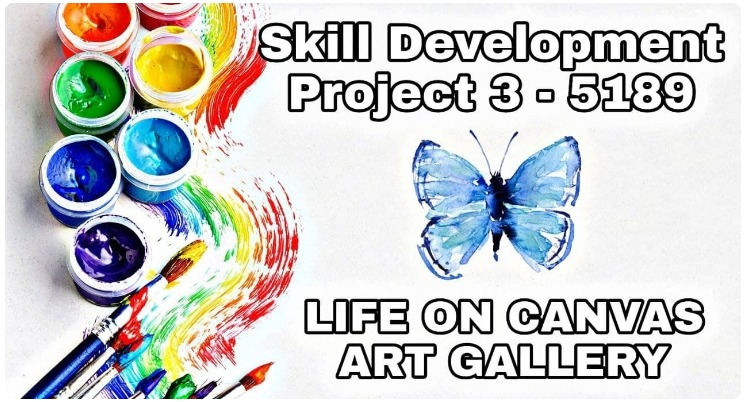 Skill Development
Project 3 - 5189
LIFE ON CANVAS
ART GALLERY